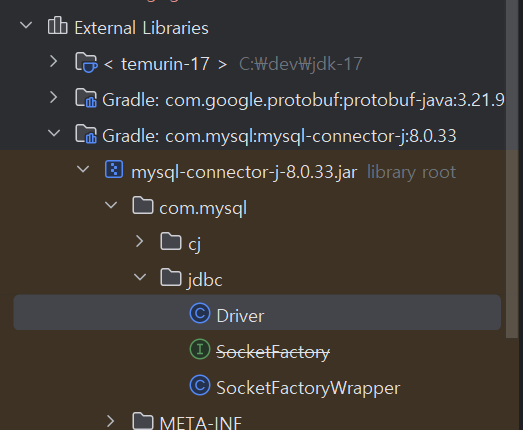 External Libraries
< temurin-17 > C:₩dev₩jdk-17
Gradle: com.google.protobuf:protobuf-java:3.21.9
Gradle: com.mysql:mysql-connector-j:8.0.33
mysql-connector-j-8.0.33.jar library root
com.mysql
cj
jdbc
C Driver
I SocketFactory
C SocketFactoryWrapper
META-INF